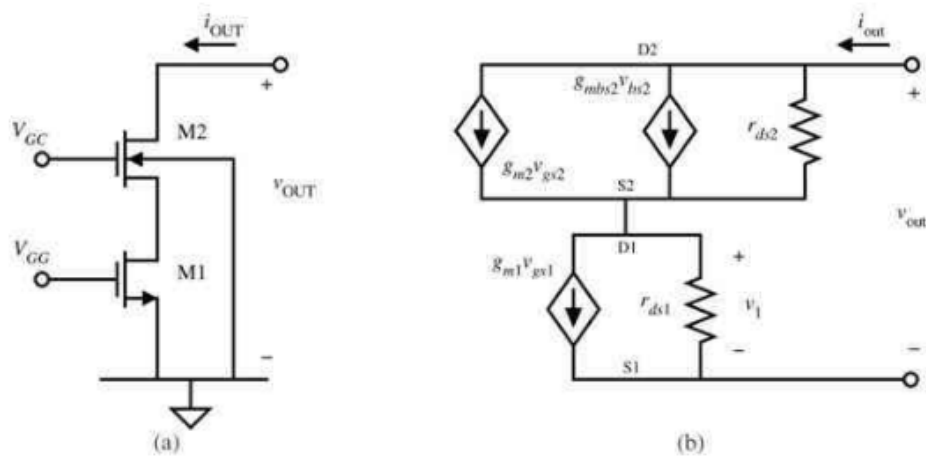 i_OUT
+
V_GC
M2
v_OUT
V_GG
M1
−
(a)
i_out
D2
+
g_mbs2 v_bs2
r_ds2
g_m2 v_gs2
S2
v_out
D1
g_m1 v_gs1
+
r_ds1
v_1
−
−
S1
(b)